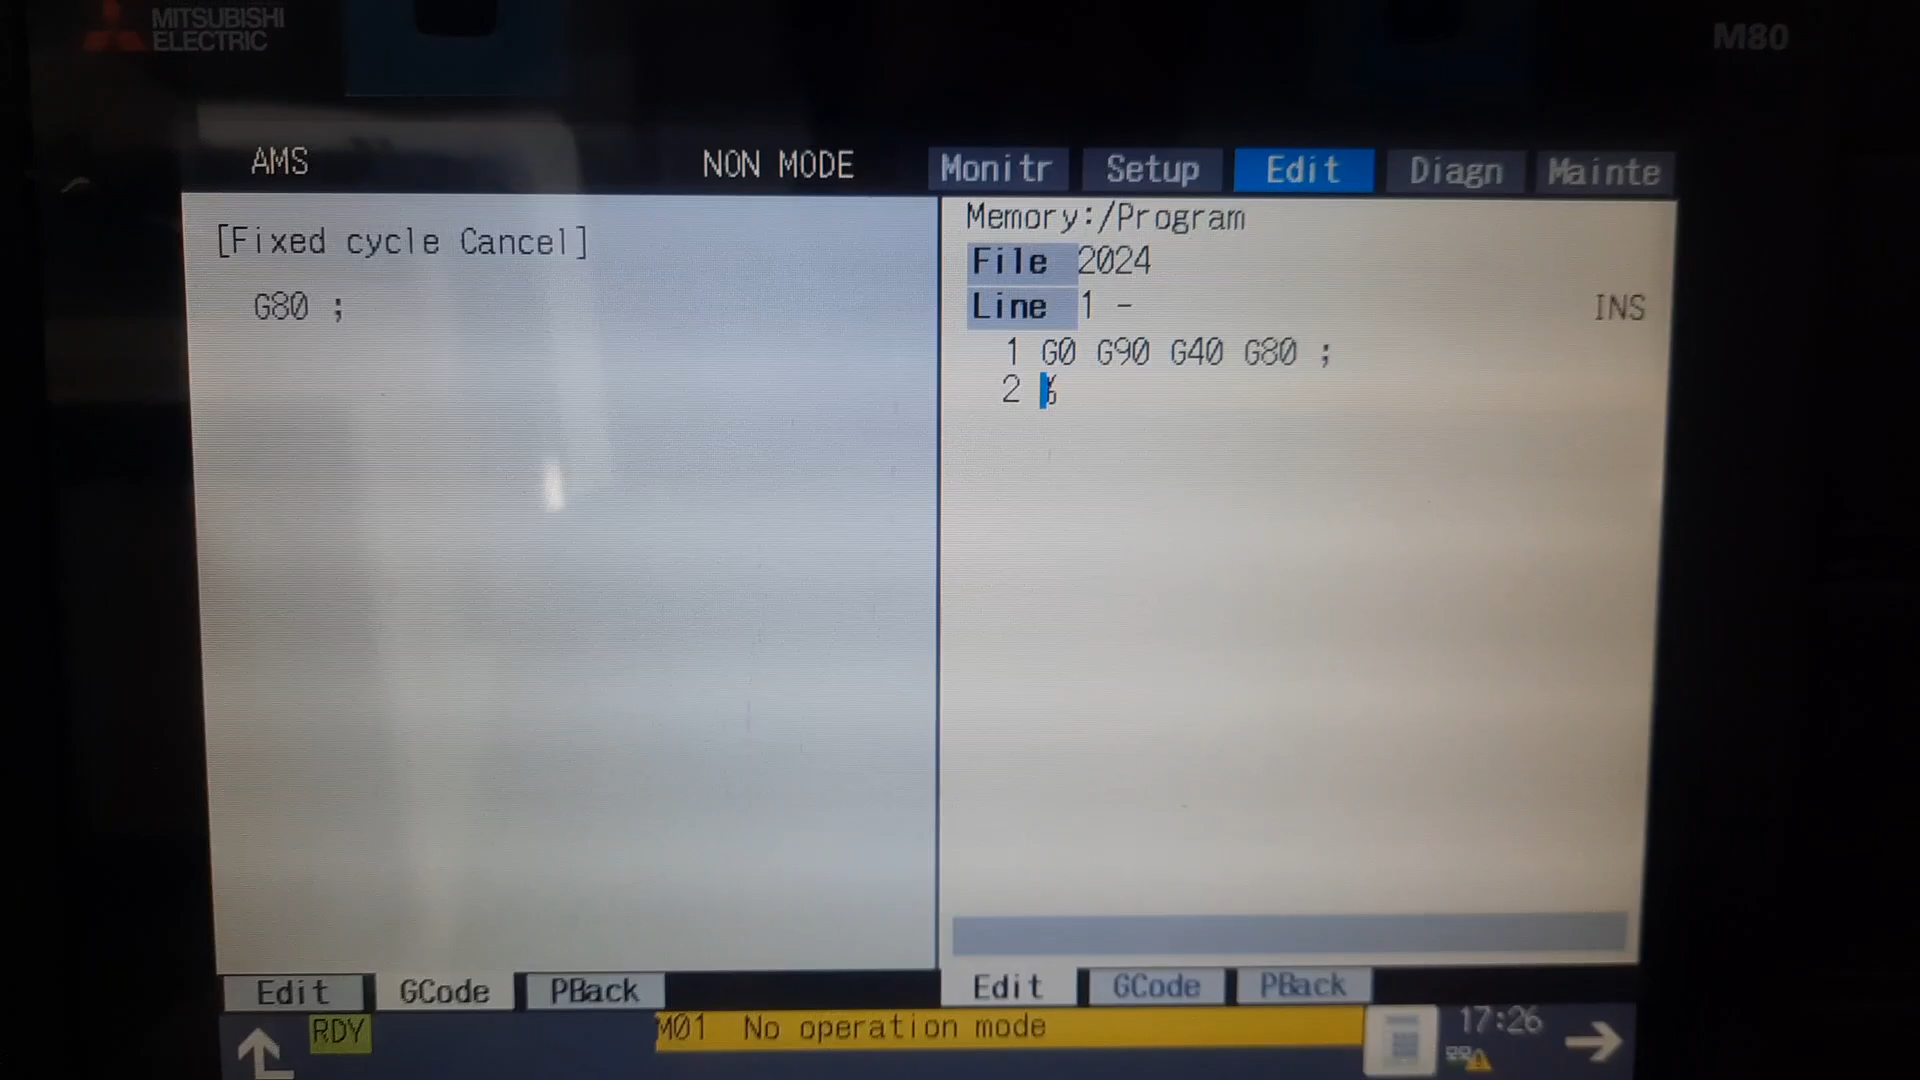 MITSUBISHI
ELECTRIC
M80
AMS
NON MODE
Monitr
Setup
Edit
Diagn
Mainte
[Fixed cycle Cancel]
G80 ;
Memory:/Program
File 2024
Line 1 -
INS
1 G0 G90 G40 G80 ;
2 %
Edit
GCode
PBack
Edit
GCode
PBack
RDY
M01 No operation mode
17:26